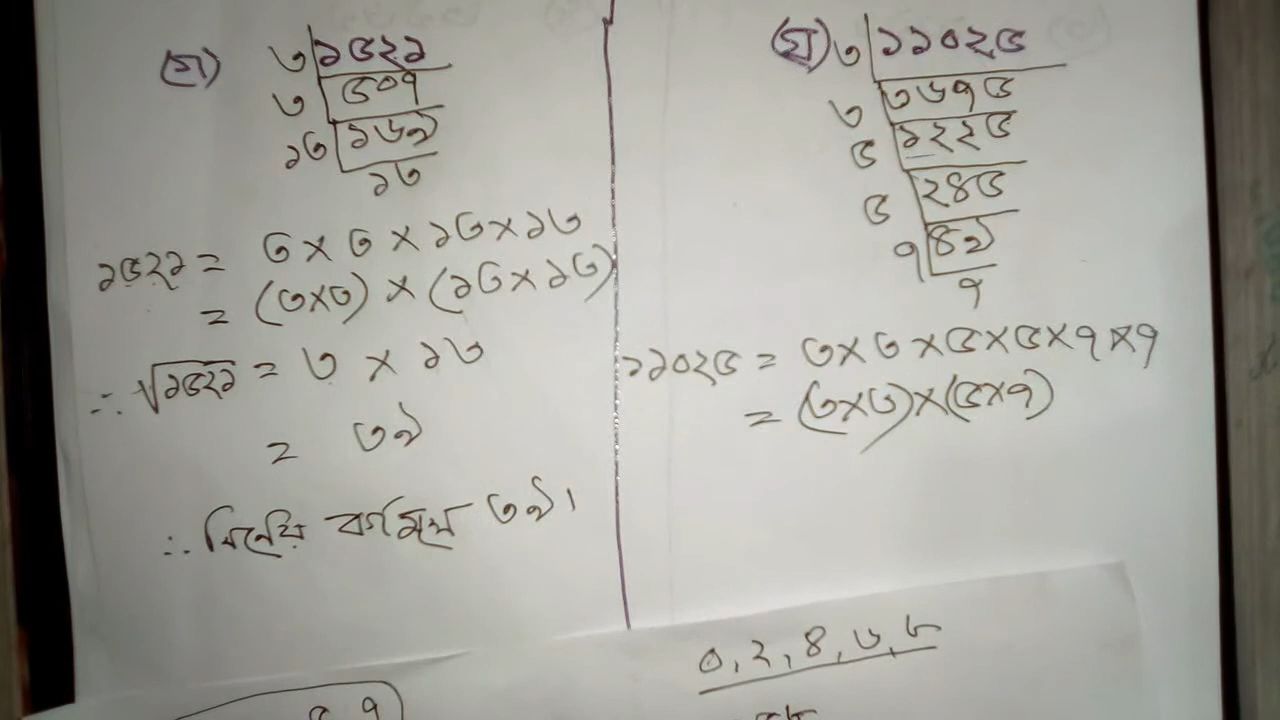 (গ) ৩ ১৫২১
৩ ৫০৭
১৩ ১৬৯
১৩
১৫২১ = ৩ × ৩ × ১৩ × ১৩
= (৩×৩) × (১৩×১৩)
∴ √১৫২১ = ৩ × ১৩
= ৩৯
∴ নির্ণেয় বর্গমূল ৩৯।
(ঘ) ৩ ১১০২৫
৩ ৩৬৭৫
৫ ১২২৫
৫ ২৪৫
৭ ৪৯
৭
১১০২৫ = ৩×৩×৫×৫×৭×৭
= (৩×৩)×(৫×৭)
০, ২, ৪, ৬, ৮